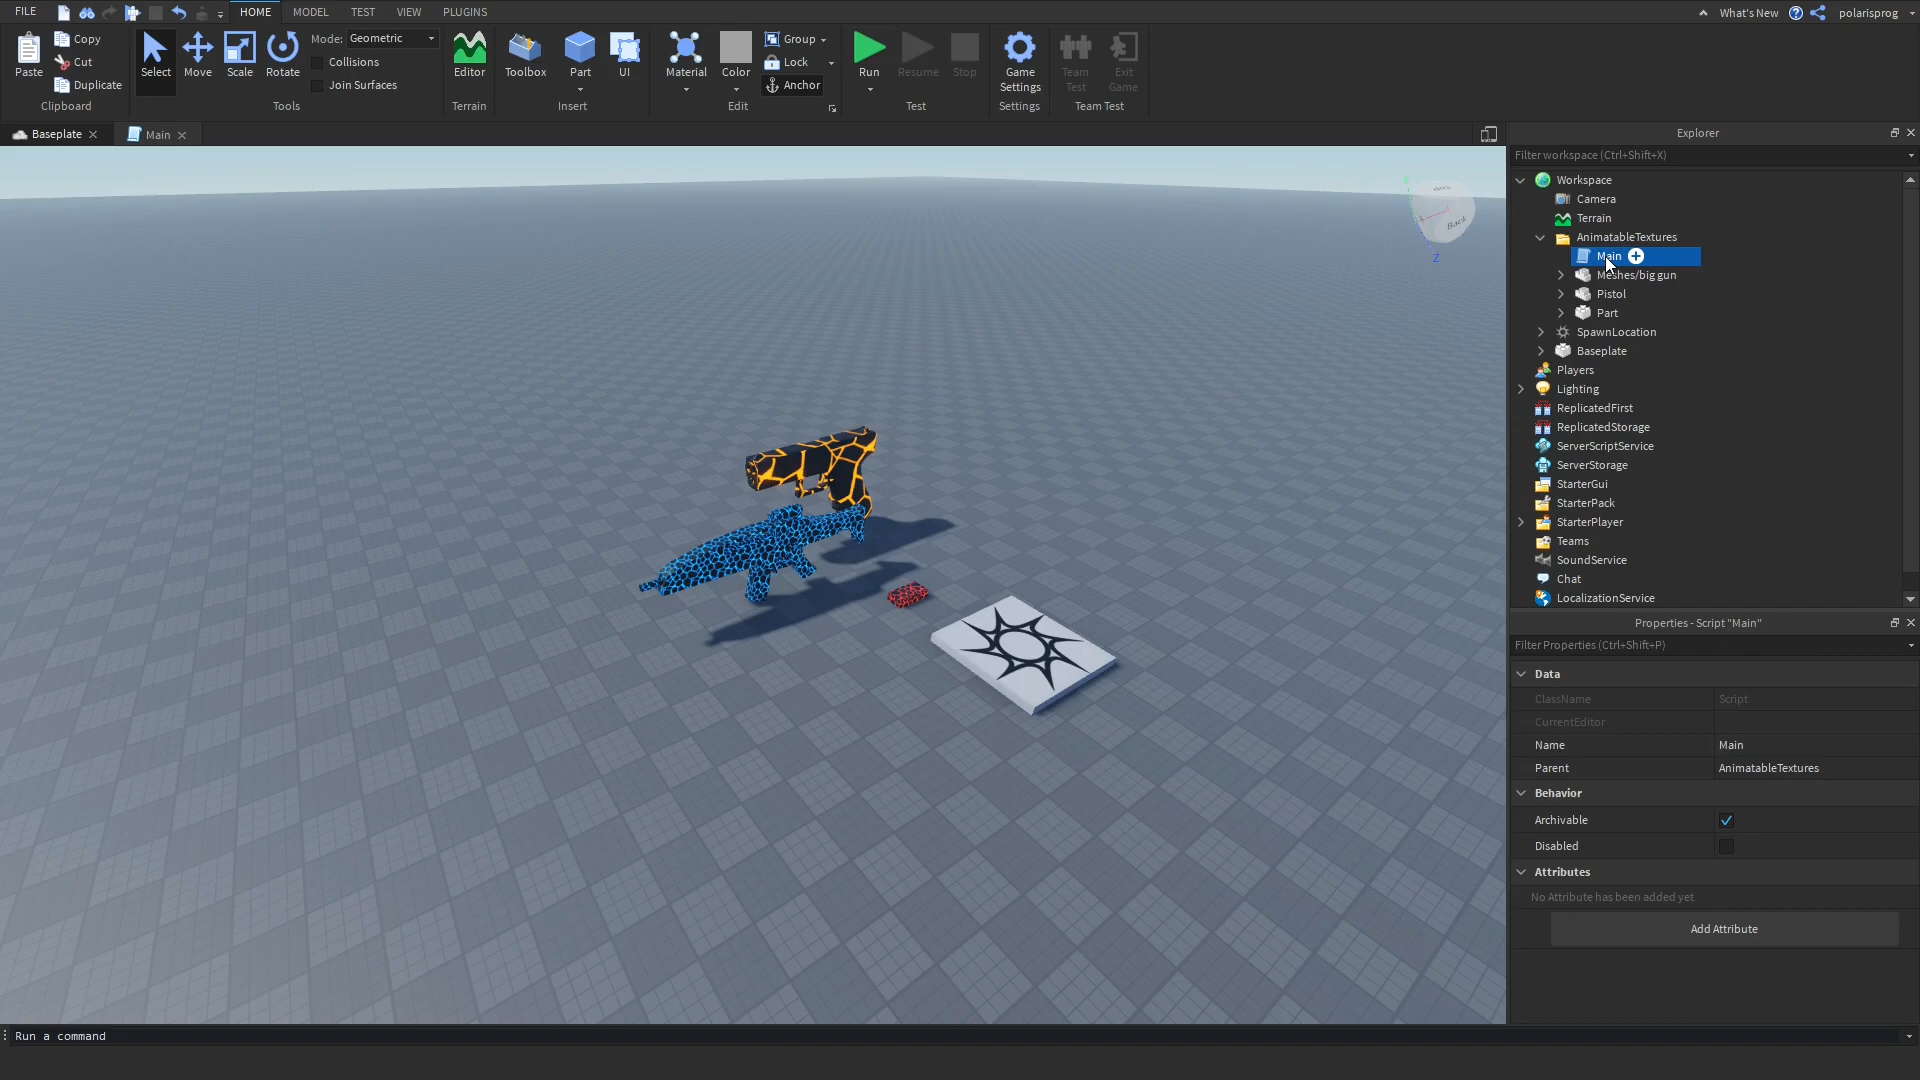 FILE HOME MODEL TEST VIEW PLUGINS What's New polarisprog
Paste Copy Cut Duplicate Clipboard
Select Move Scale Rotate Mode: Geometric Collisions Join Surfaces Tools
Editor Terrain
Toolbox Part UI Insert
Material Color Group Lock Anchor Edit
Run Resume Stop Test
Game Settings Settings
Team Test Exit Game Team Test
Baseplate Main
Back
Y
Z
Explorer
Filter workspace (Ctrl+Shift+X)
Workspace
Camera
Terrain
AnimatableTextures
Main
Meshes/big gun
Pistol
Part
SpawnLocation
Baseplate
Players
Lighting
ReplicatedFirst
ReplicatedStorage
ServerScriptService
ServerStorage
StarterGui
StarterPack
StarterPlayer
Teams
SoundService
Chat
LocalizationService
Properties - Script "Main"
Filter Properties (Ctrl+Shift+P)
Data
ClassName Script
CurrentEditor
Name Main
Parent AnimatableTextures
Behavior
Archivable
Disabled
Attributes
No Attribute has been added yet
Add Attribute
Run a command